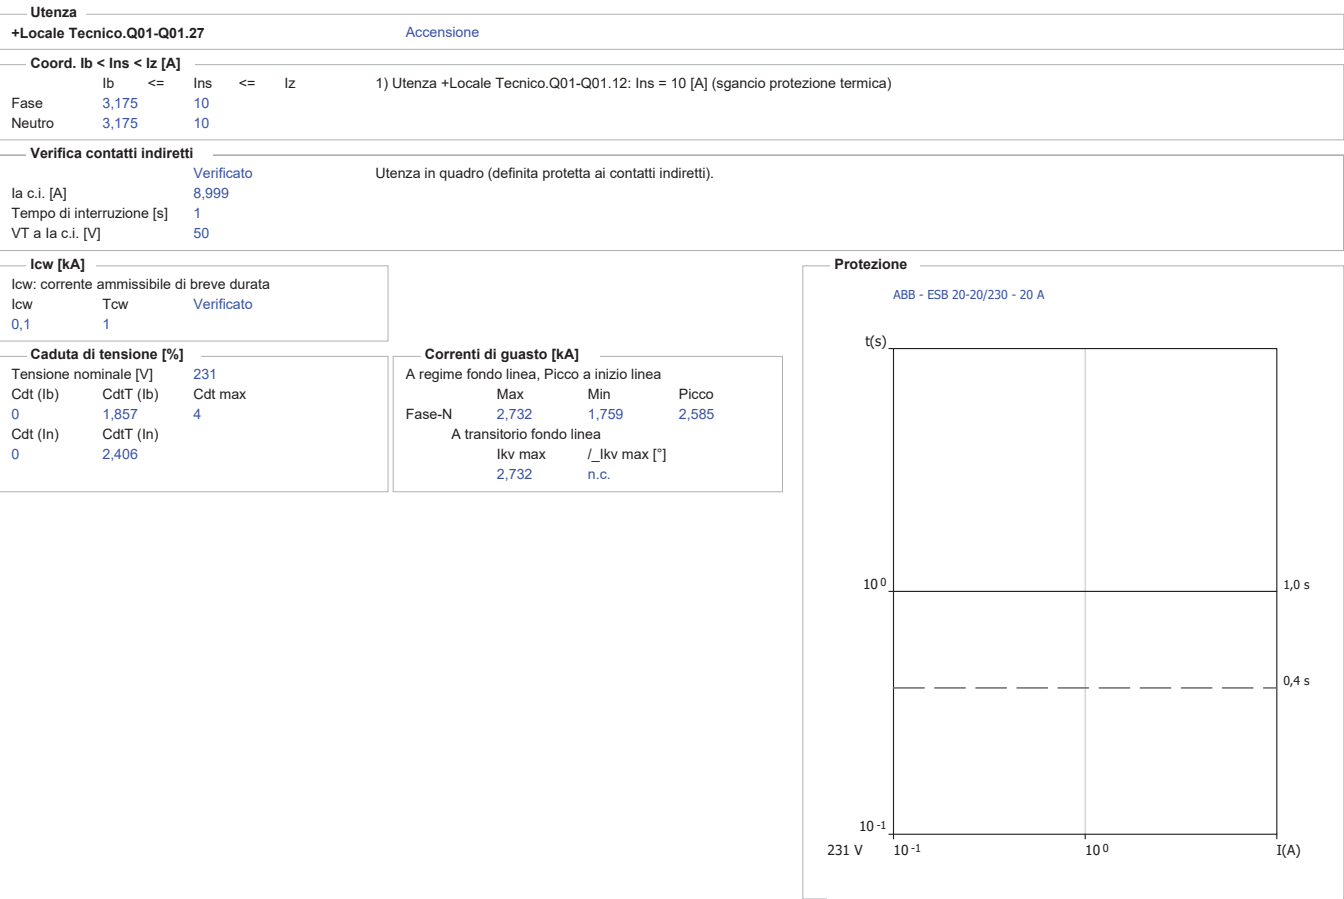 Utenza
+Locale Tecnico.Q01-Q01.27 Accensione
Coord. Ib < Ins < Iz [A]
Ib <= Ins <= Iz 1) Utenza +Locale Tecnico.Q01-Q01.12: Ins = 10 [A] (sgancio protezione termica)
Fase 3,175 10
Neutro 3,175 10
Verifica contatti indiretti
Verificato Utenza in quadro (definita protetta ai contatti indiretti).
Ia c.i. [A] 8,999
Tempo di interruzione [s] 1
VT a Ia c.i. [V] 50
Icw [kA]
Icw: corrente ammissibile di breve durata
Icw Tcw Verificato
0,1 1
Caduta di tensione [%]
Tensione nominale [V] 231
Cdt (Ib) CdtT (Ib) Cdt max
0 1,857 4
Cdt (In) CdtT (In)
0 2,406
Correnti di guasto [kA]
A regime fondo linea, Picco a inizio linea
Max Min Picco
Fase-N 2,732 1,759 2,585
A transitorio fondo linea
Ikv max /_Ikv max [°]
2,732 n.c.
Protezione
ABB - ESB 20-20/230 - 20 A
t(s)
10 0 1,0 s
0,4 s
10 -1
231 V 10 -1 10 0 I(A)